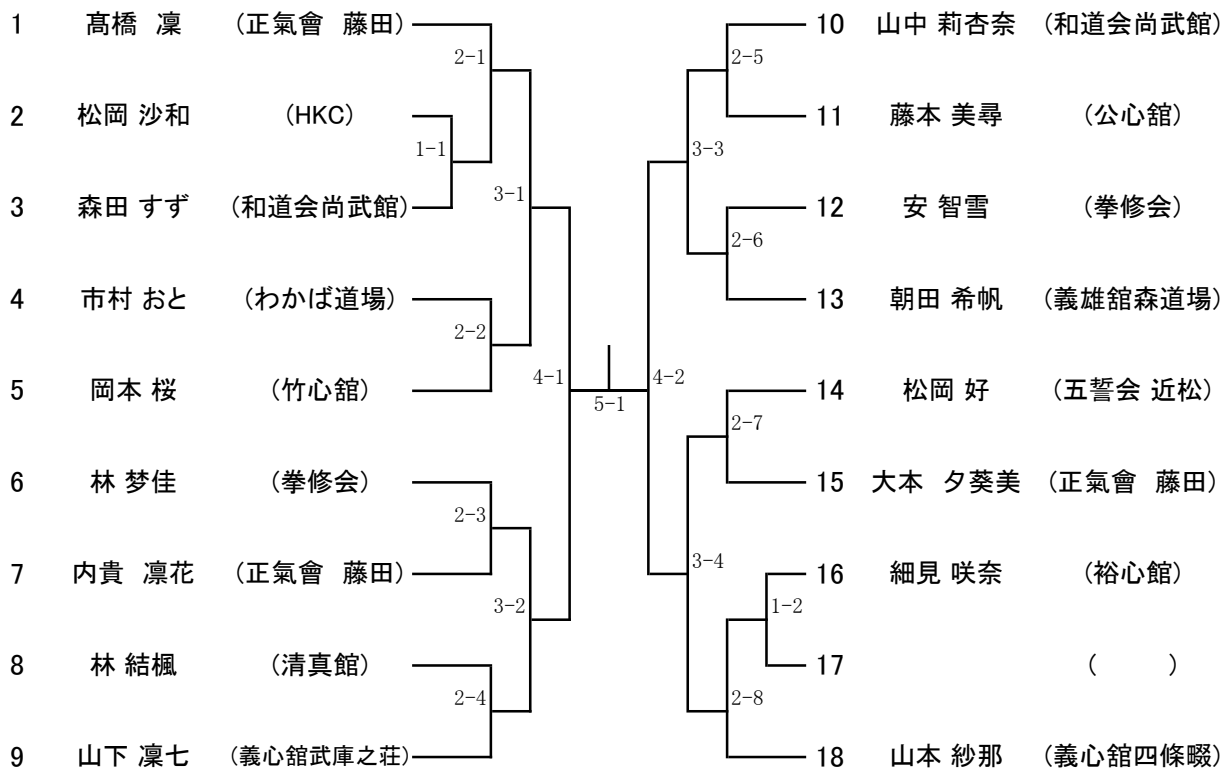 1 髙橋 凜 (正氣會 藤田)
2-1
2 松岡 沙和 (HKC)
1-1
3 森田 すず (和道会尚武館)
3-1
4 市村 おと (わかば道場)
2-2
5 岡本 桜 (竹心舘)
4-1
6 林 梦佳 (拳修会)
2-3
7 内貴 凛花 (正氣會 藤田)
3-2
8 林 結楓 (清真館)
2-4
9 山下 凜七 (義心舘武庫之荘)
5-1
10 山中 莉杏奈 (和道会尚武館)
2-5
11 藤本 美尋 (公心舘)
3-3
12 安 智雪 (拳修会)
2-6
13 朝田 希帆 (義雄舘森道場)
4-2
14 松岡 好 (五誓会 近松)
2-7
15 大本 夕葵美 (正氣會 藤田)
3-4
16 細見 咲奈 (裕心館)
1-2
17 ( )
2-8
18 山本 紗那 (義心舘四條畷)